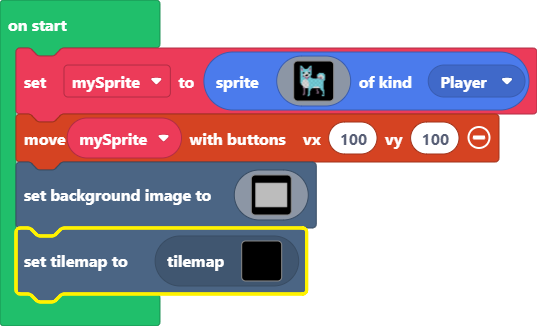 on start
set mySprite to sprite of kind Player
move mySprite with buttons vx 100 vy 100
set background image to
set tilemap to tilemap